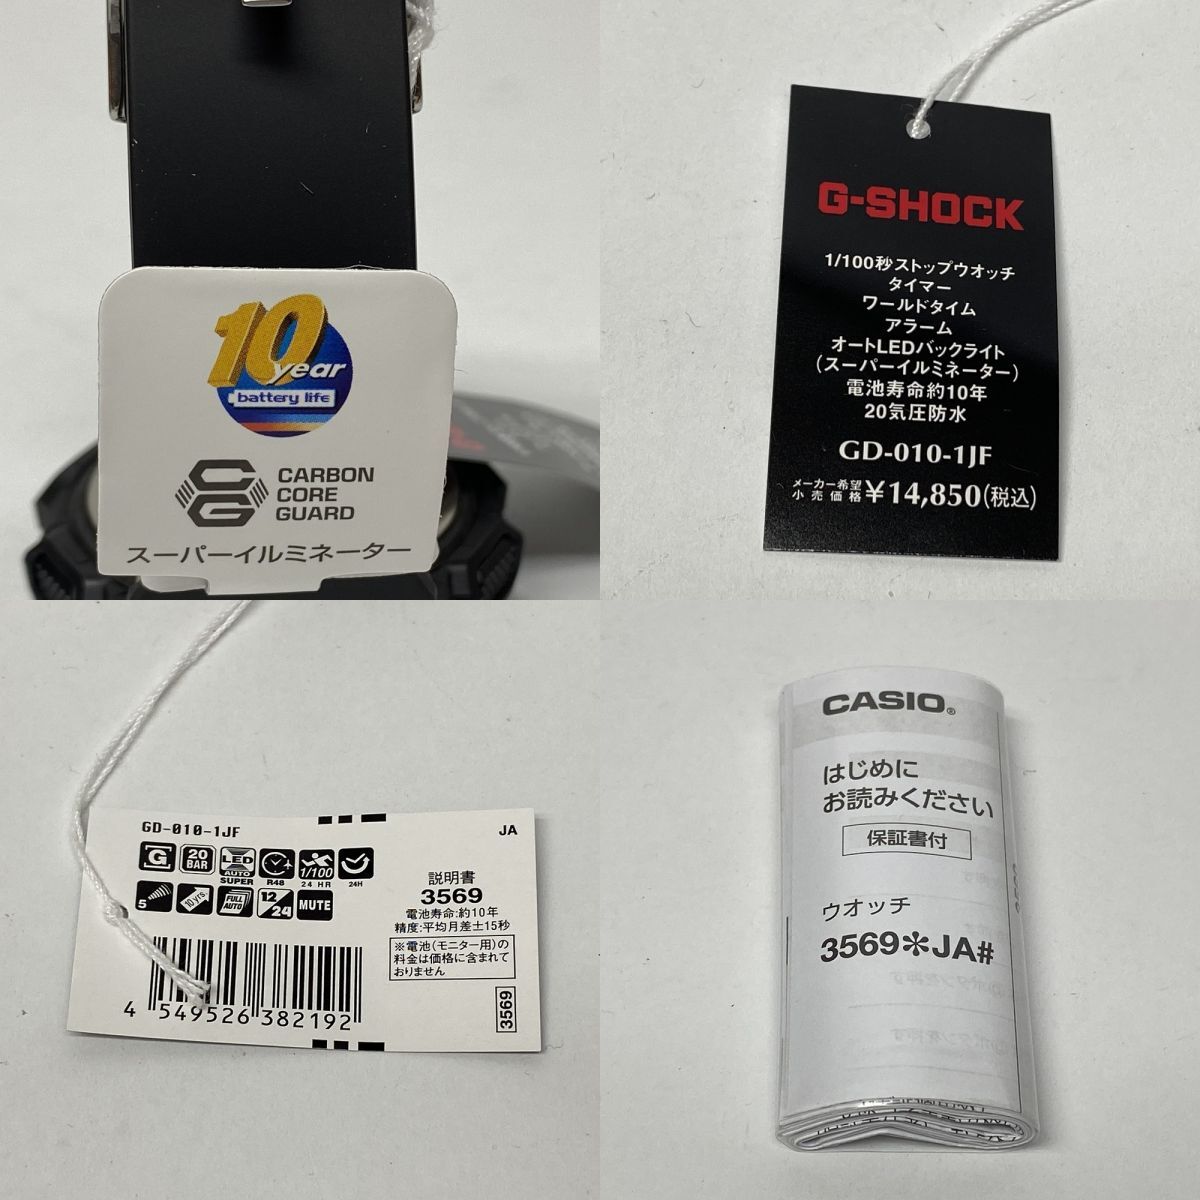 10
year
battery life
CG
CARBON
CORE
GUARD
スーパーイルミネーター
G-SHOCK
1/100秒ストップウオッチ
タイマー
ワールドタイム
アラーム
オートLEDバックライト
(スーパーイルミネーター)
電池寿命約10年
20気圧防水
GD-010-1JF
メーカー希望
小売価格 ¥14,850(税込)
GD-010-1JF
JA
G
20
BAR
LED
AUTO
SUPER
R48
1/100
24 HR
24H
5
10 yrs.
FULL
AUTO
12/24
MUTE
説明書
3569
電池寿命:約10年
精度:平均月差±15秒
※電池(モニター用)の
料金は価格に含まれて
おりません
3569
4 549526 382192
CASIO®
はじめに
お読みください
保証書付
ウオッチ
3569*JA#